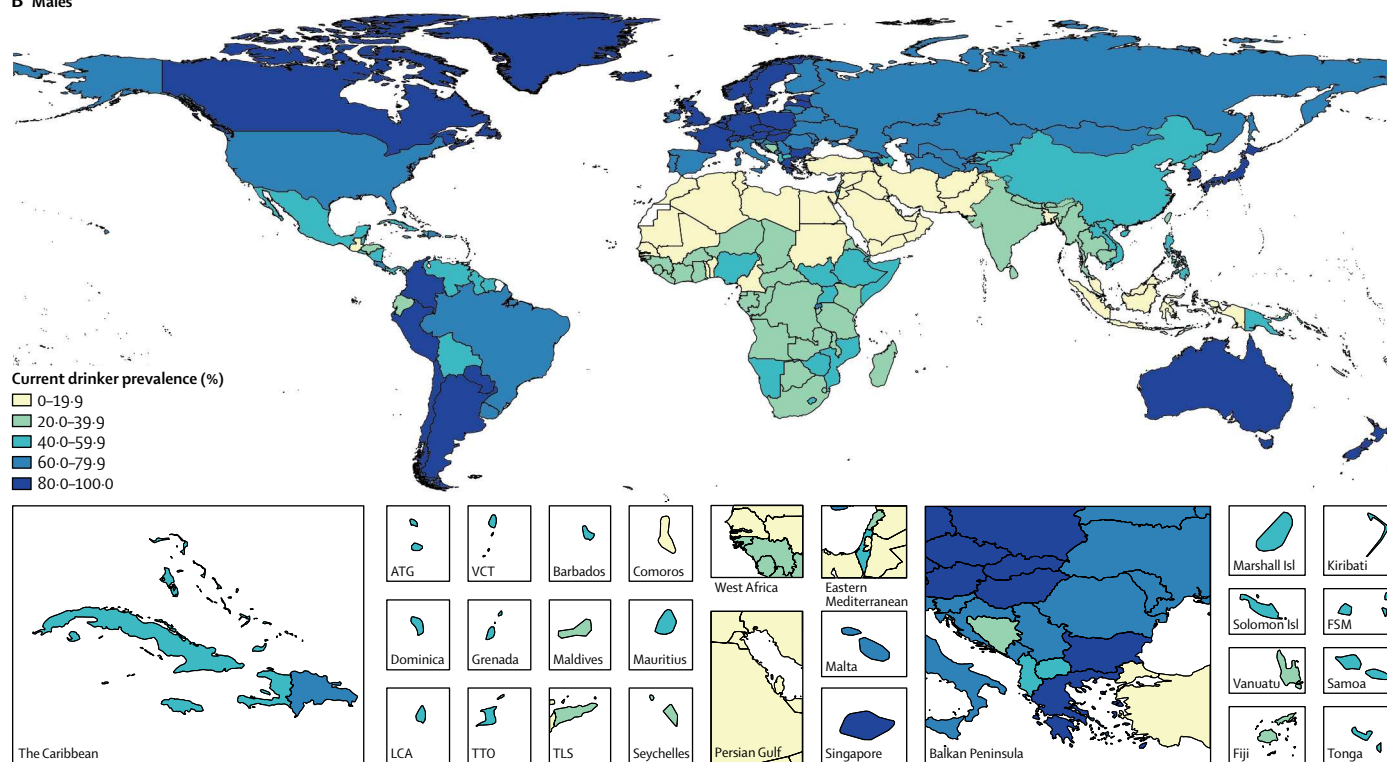 B Males
Current drinker prevalence (%)
0–19·9
20·0–39·9
40·0–59·9
60·0–79·9
80·0–100·0
The Caribbean
ATG
VCT
Barbados
Comoros
West Africa
Eastern
Mediterranean
Marshall Isl
Kiribati
Dominica
Grenada
Maldives
Mauritius
Malta
Solomon Isl
FSM
Vanuatu
Samoa
LCA
TTO
TLS
Seychelles
Persian Gulf
Singapore
Balkan Peninsula
Fiji
Tonga